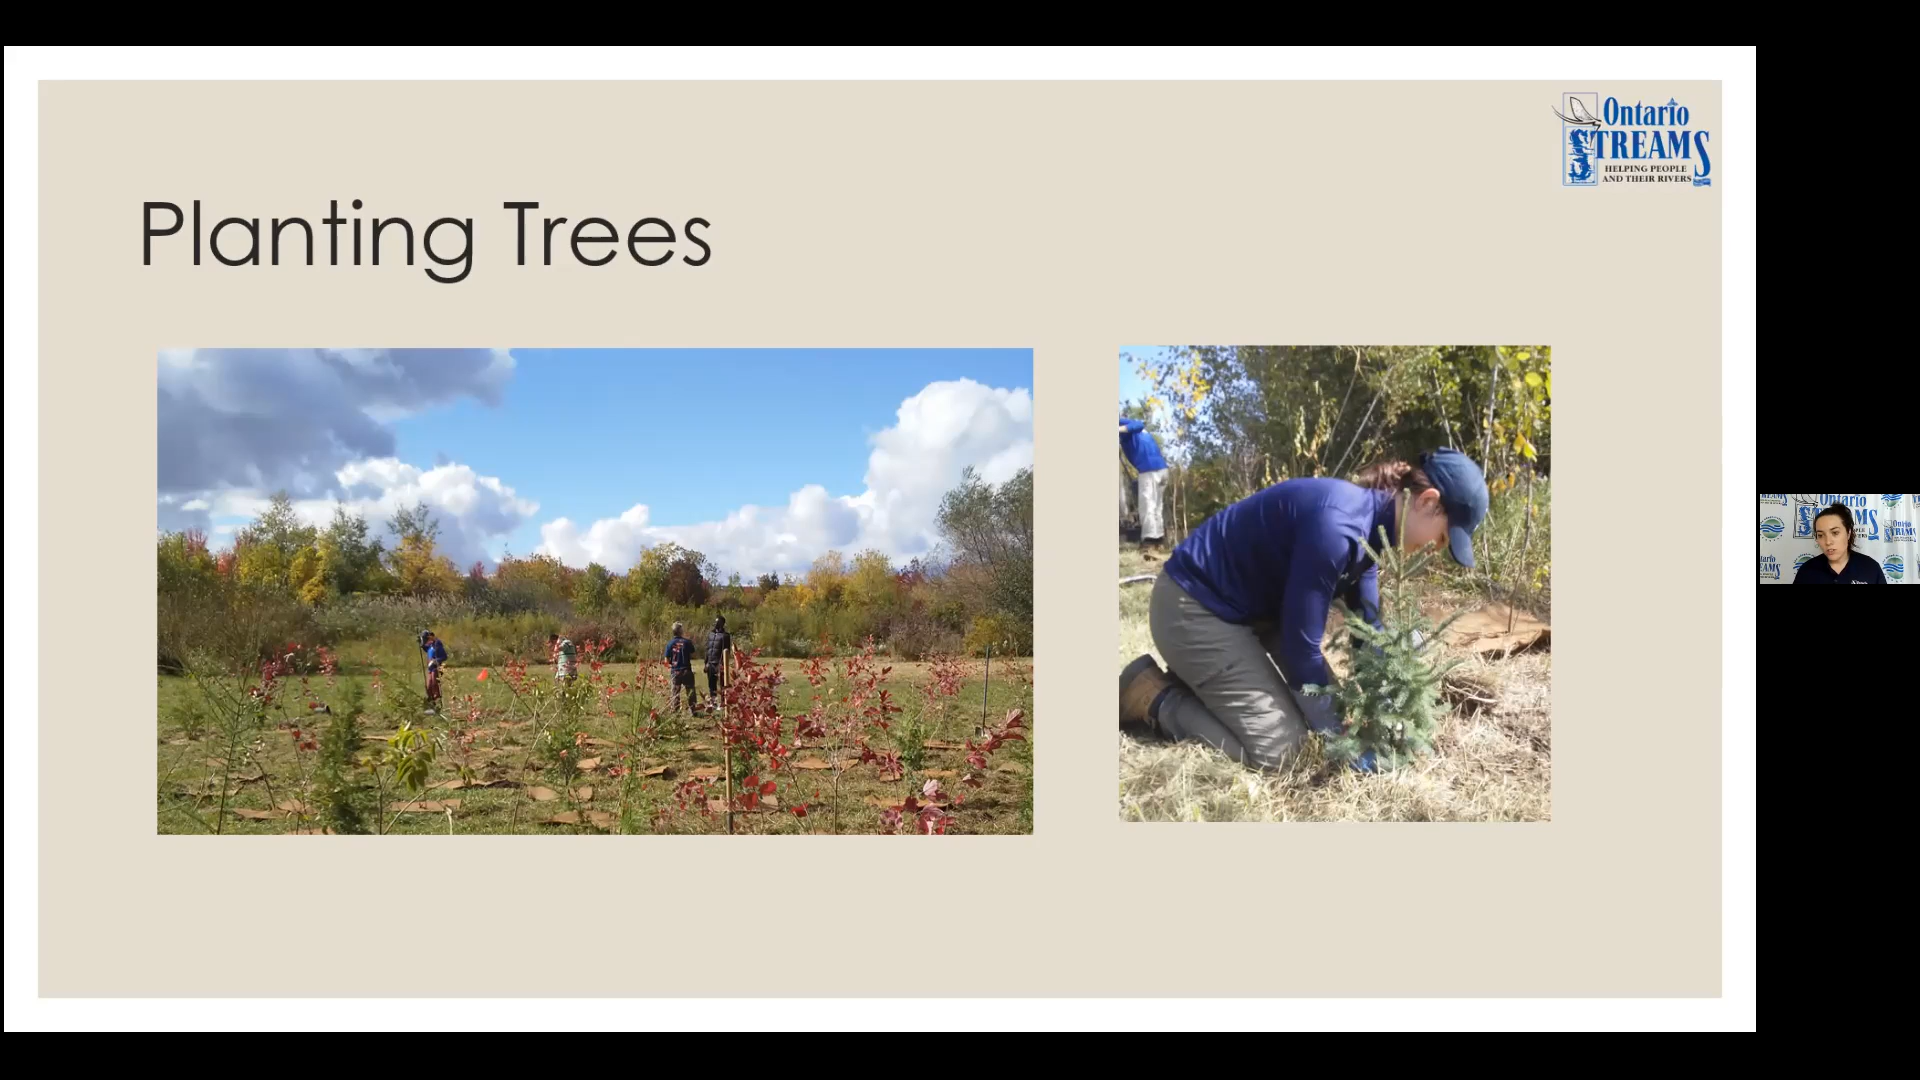 Ontario
STREAMS
HELPING PEOPLE
AND THEIR RIVERS
Planting Trees